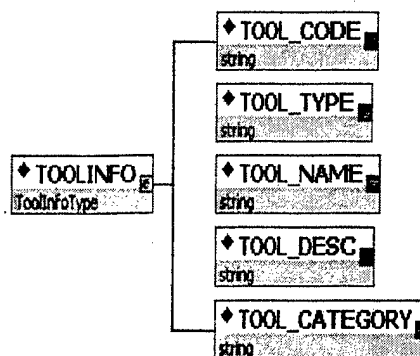 TOOL_CODE
string
TOOL_TYPE
string
TOOLINFO
ToolInfoType
TOOL_NAME
string
TOOL_DESC
string
TOOL_CATEGORY
string